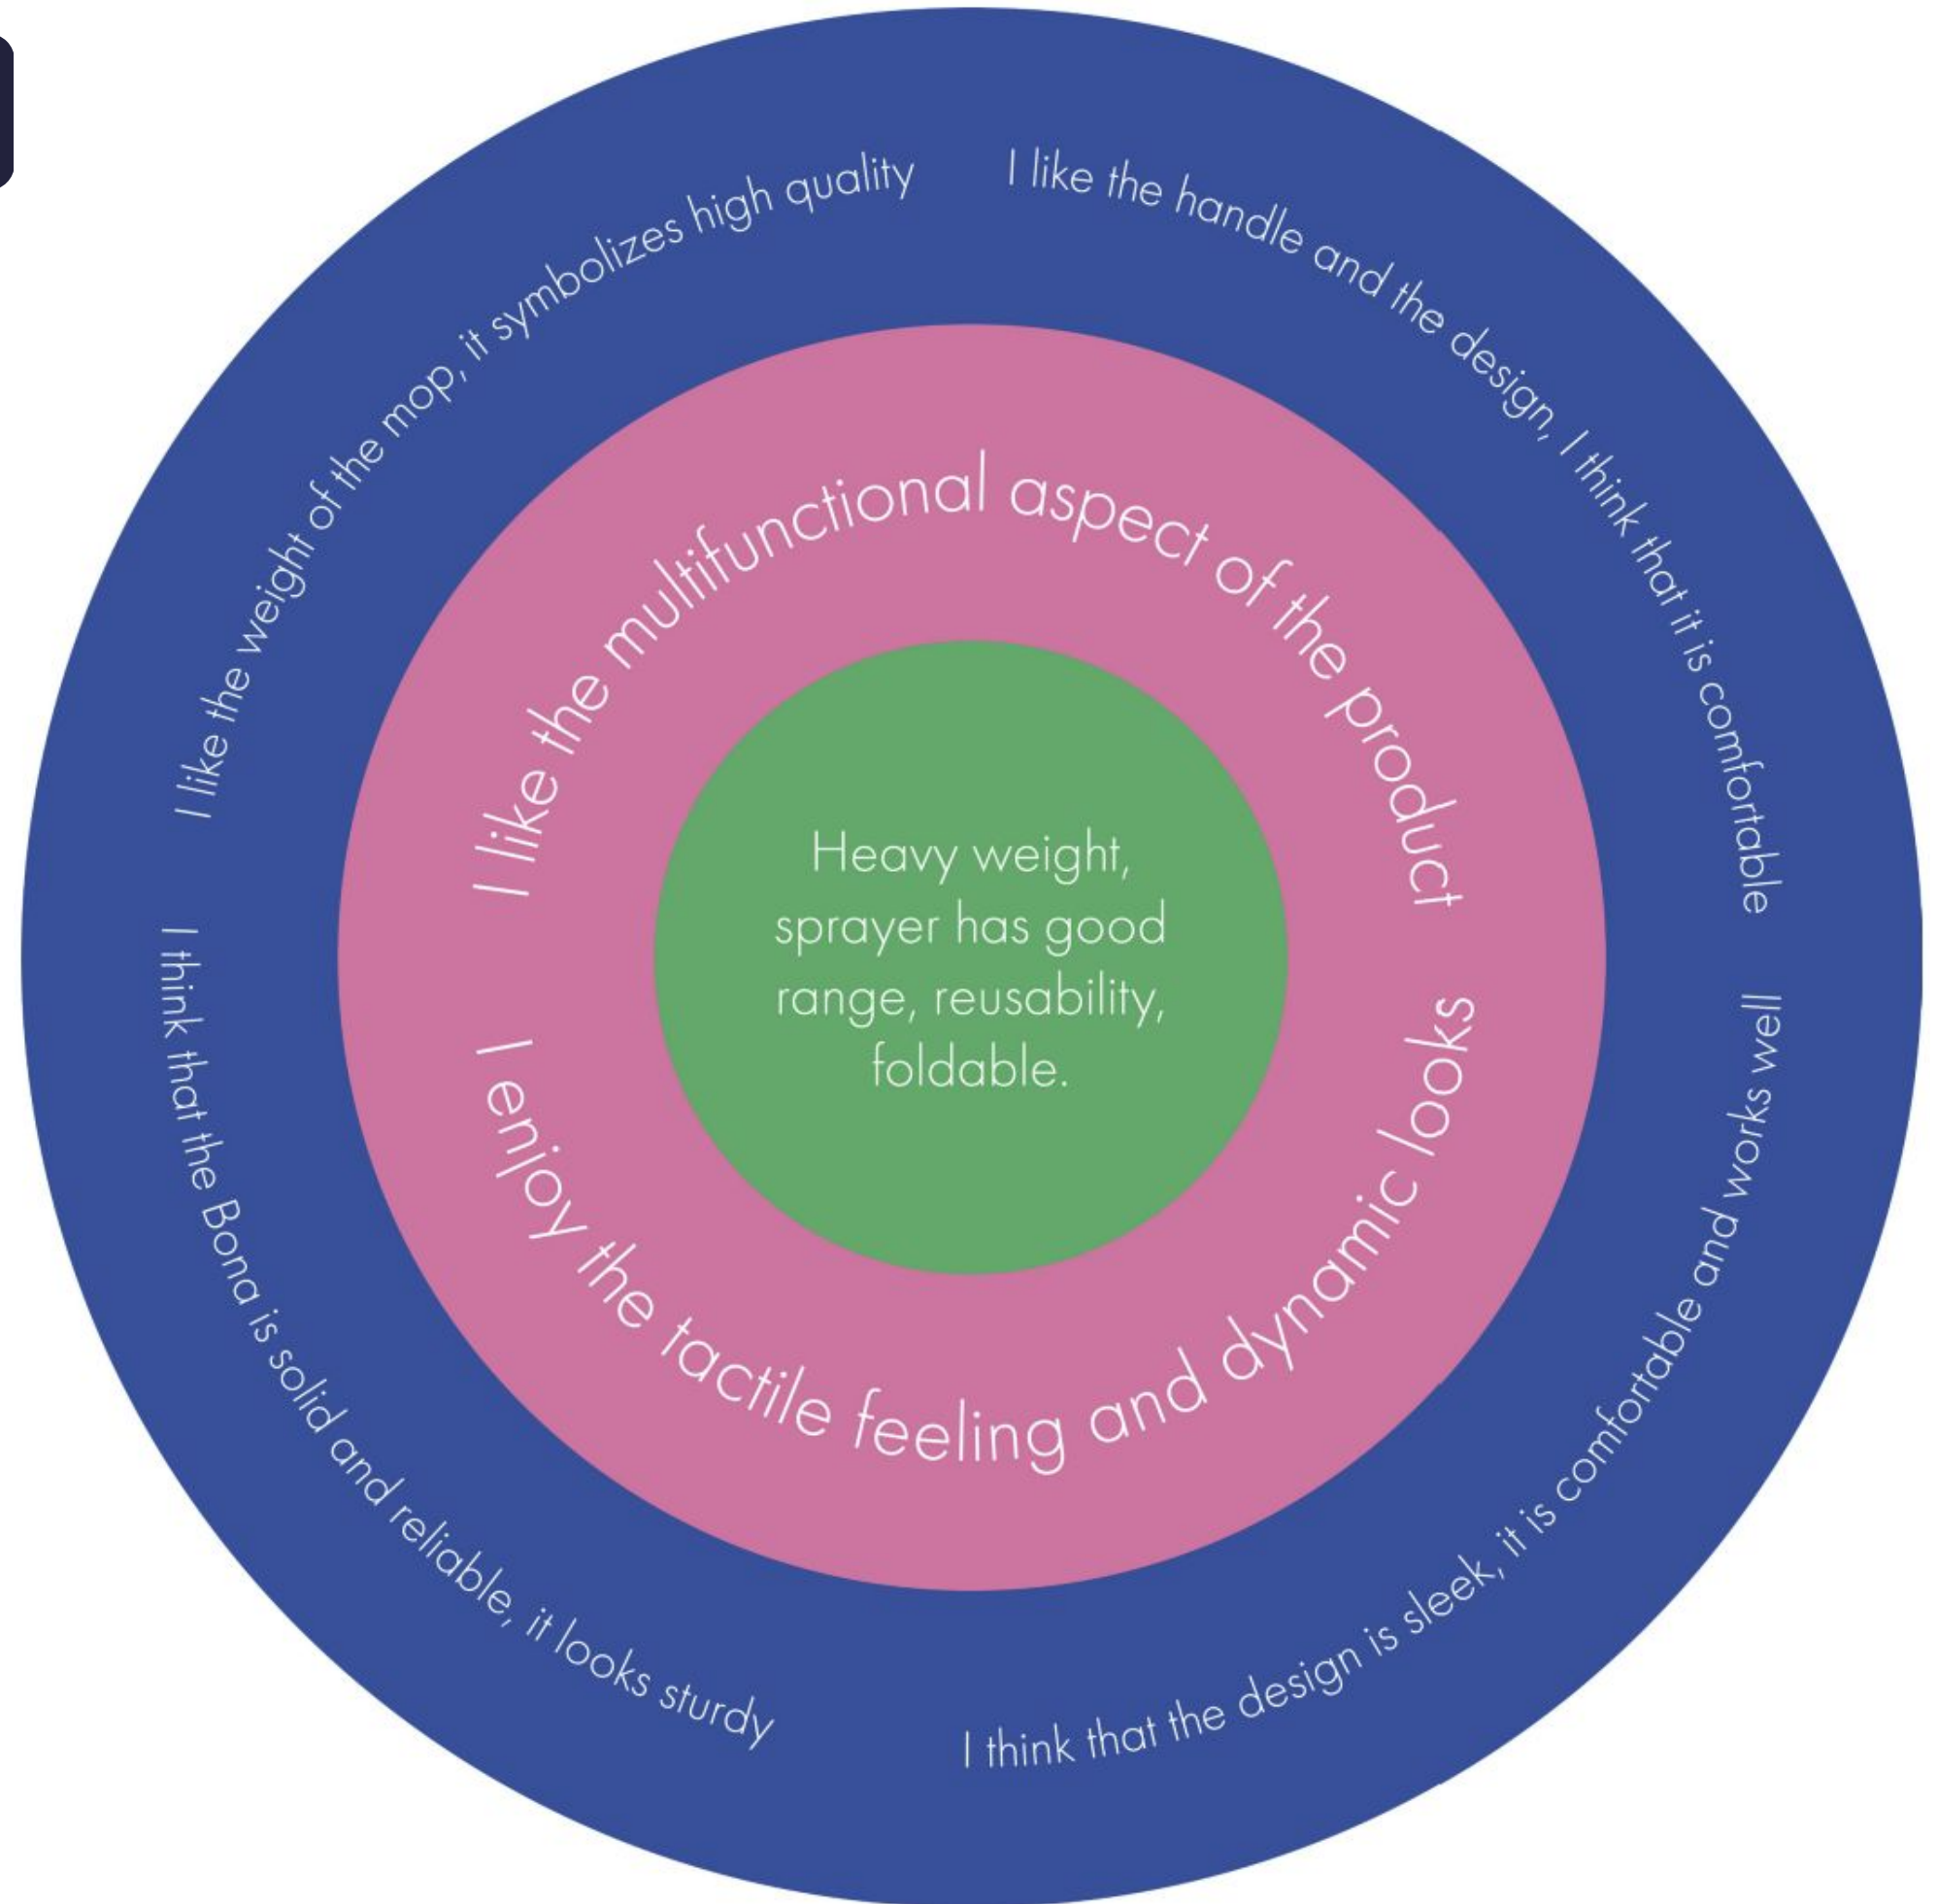 I like the weight of the mop, it symbolizes high quality
I like the handle and the design, I think that it is comfortable
I like the multifunctional aspect of the product
Heavy weight,
sprayer has good
range, reusability,
foldable.
I enjoy the tactile feeling and dynamic looks
I think that the Bona is solid and reliable, it looks sturdy
I think that the design is sleek, it is comfortable and works well